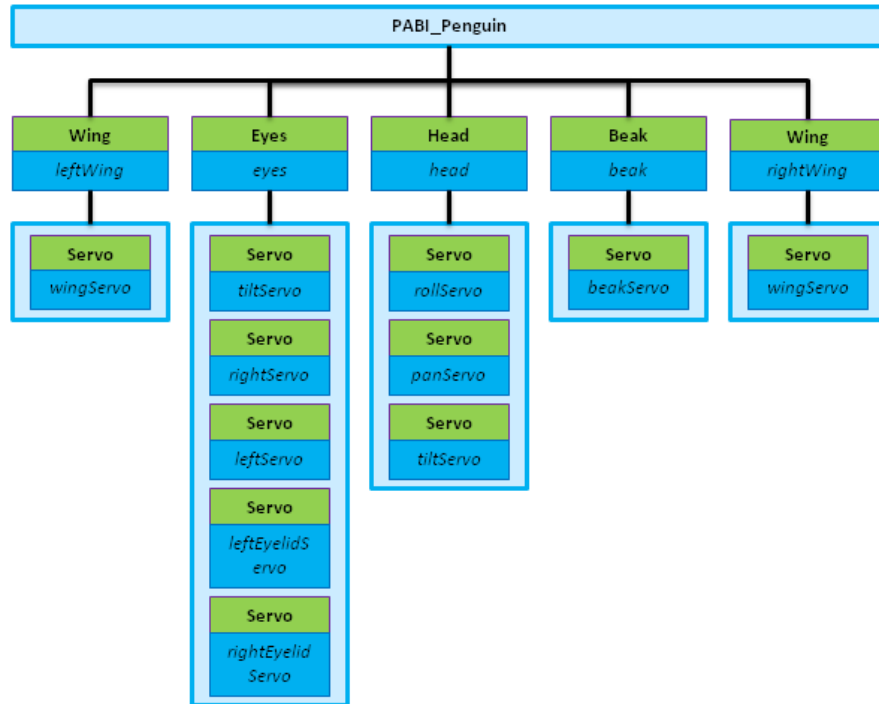 PABI_Penguin
Wing
leftWing
Eyes
eyes
Head
head
Beak
beak
Wing
rightWing
Servo
wingServo
Servo
tiltServo
Servo
rightServo
Servo
leftServo
Servo
leftEyelidS
ervo
Servo
rightEyelid
Servo
Servo
rollServo
Servo
panServo
Servo
tiltServo
Servo
beakServo
Servo
wingServo